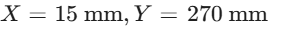 X = 15 mm, Y = 270 mm